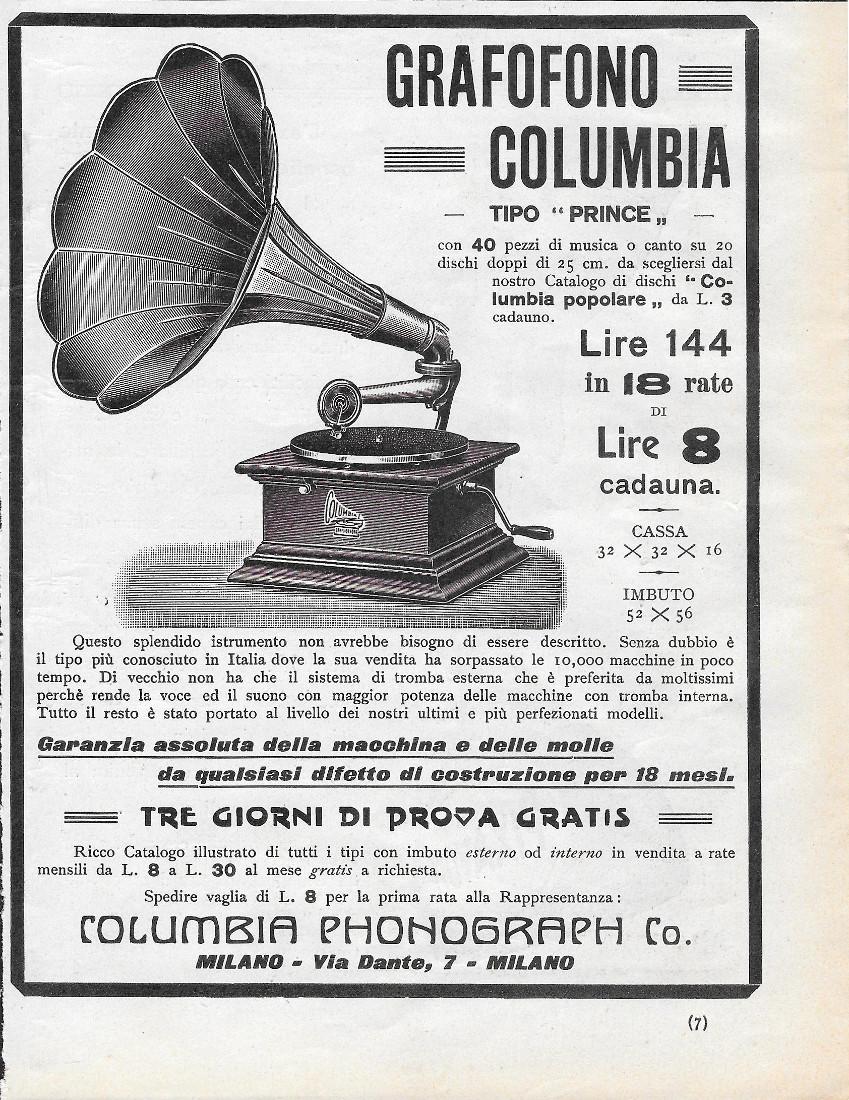 GRAFOFONO
COLUMBIA
— TIPO “ PRINCE „ —
con 40 pezzi di musica o canto su 20
dischi doppi di 25 cm. da scegliersi dal
nostro Catalogo di dischi “ Co-
lumbia popolare „ da L. 3
cadauno.
Lire 144
in 18 rate
DI
Lire 8
cadauna.
CASSA
32 × 32 × 16
IMBUTO
52 × 56
COLUMBIA
Questo splendido istrumento non avrebbe bisogno di essere descritto. Senza dubbio è
il tipo più conosciuto in Italia dove la sua vendita ha sorpassato le 10,000 macchine in poco
tempo. Di vecchio non ha che il sistema di tromba esterna che è preferita da moltissimi
perchè rende la voce ed il suono con maggior potenza delle macchine con tromba interna.
Tutto il resto è stato portato al livello dei nostri ultimi e più perfezionati modelli.
Garanzia assoluta della macchina e delle molle
da qualsiasi difetto di costruzione per 18 mesi.
TRE GIORNI DI PROVA GRATIS
Ricco Catalogo illustrato di tutti i tipi con imbuto esterno od interno in vendita a rate
mensili da L. 8 a L. 30 al mese gratis a richiesta.
Spedire vaglia di L. 8 per la prima rata alla Rappresentanza :
COLUMBIA PHONOGRAPH Co.
MILANO - Via Dante, 7 - MILANO
(7)